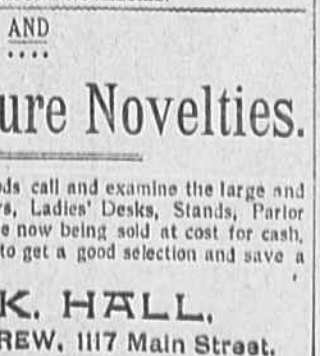 AND
ure Novelties.
ds call and examine the large and
rs, Ladies' Desks, Stands, Parlor
e now being sold at cost for cash,
to get a good selection and save a
K. HALL,
REW, 1117 Main Street.